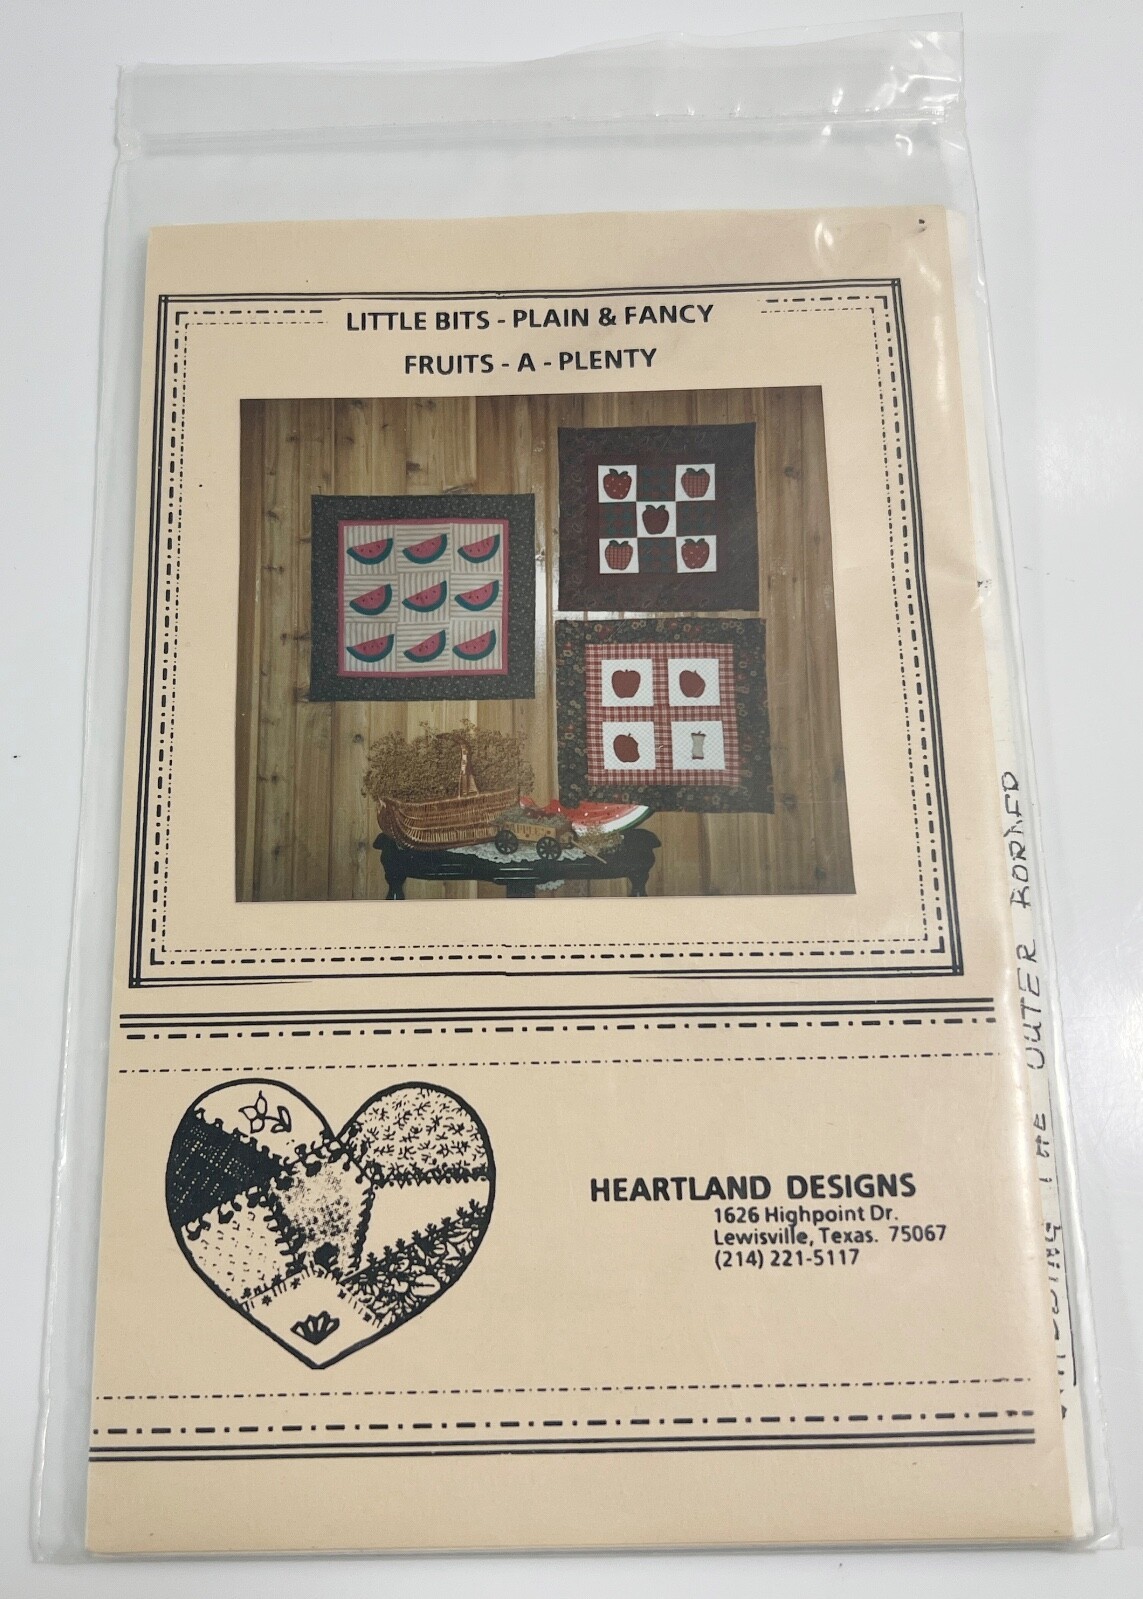 LITTLE BITS - PLAIN & FANCY
FRUITS - A - PLENTY
HEARTLAND DESIGNS
1626 Highpoint Dr.
Lewisville, Texas. 75067
(214) 221-5117
THE OUTER BORDER